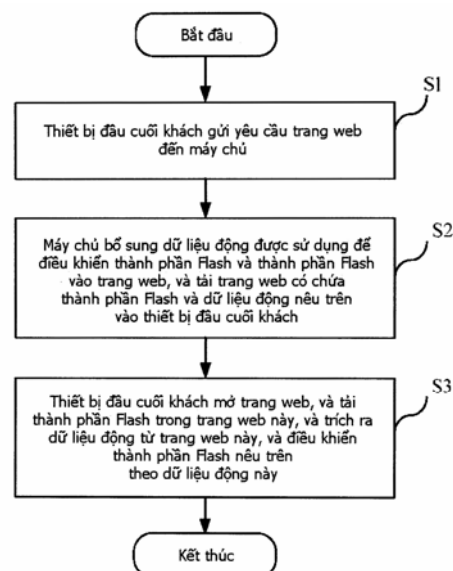 Bắt đầu
S1
Thiết bị đầu cuối khách gửi yêu cầu trang web
đến máy chủ
S2
Máy chủ bổ sung dữ liệu động được sử dụng để
điều khiển thành phần Flash và thành phần Flash
vào trang web, và tải trang web có chứa
thành phần Flash và dữ liệu động nêu trên
vào thiết bị đầu cuối khách
S3
Thiết bị đầu cuối khách mở trang web, và tải
thành phần Flash trong trang web này, và trích ra
dữ liệu động từ trang web này, và điều khiển
thành phần Flash nêu trên
theo dữ liệu động này
Kết thúc